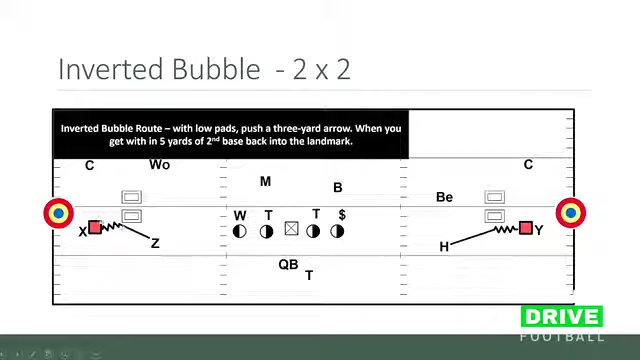 Inverted Bubble - 2 x 2
Inverted Bubble Route – with low pads, push a three-yard arrow. When you
get with in 5 yards of 2nd base back into the landmark.
C Wo C
M B
Be
W T T $
X Z H Y
QB
T
DRIVE
FOOTBALL